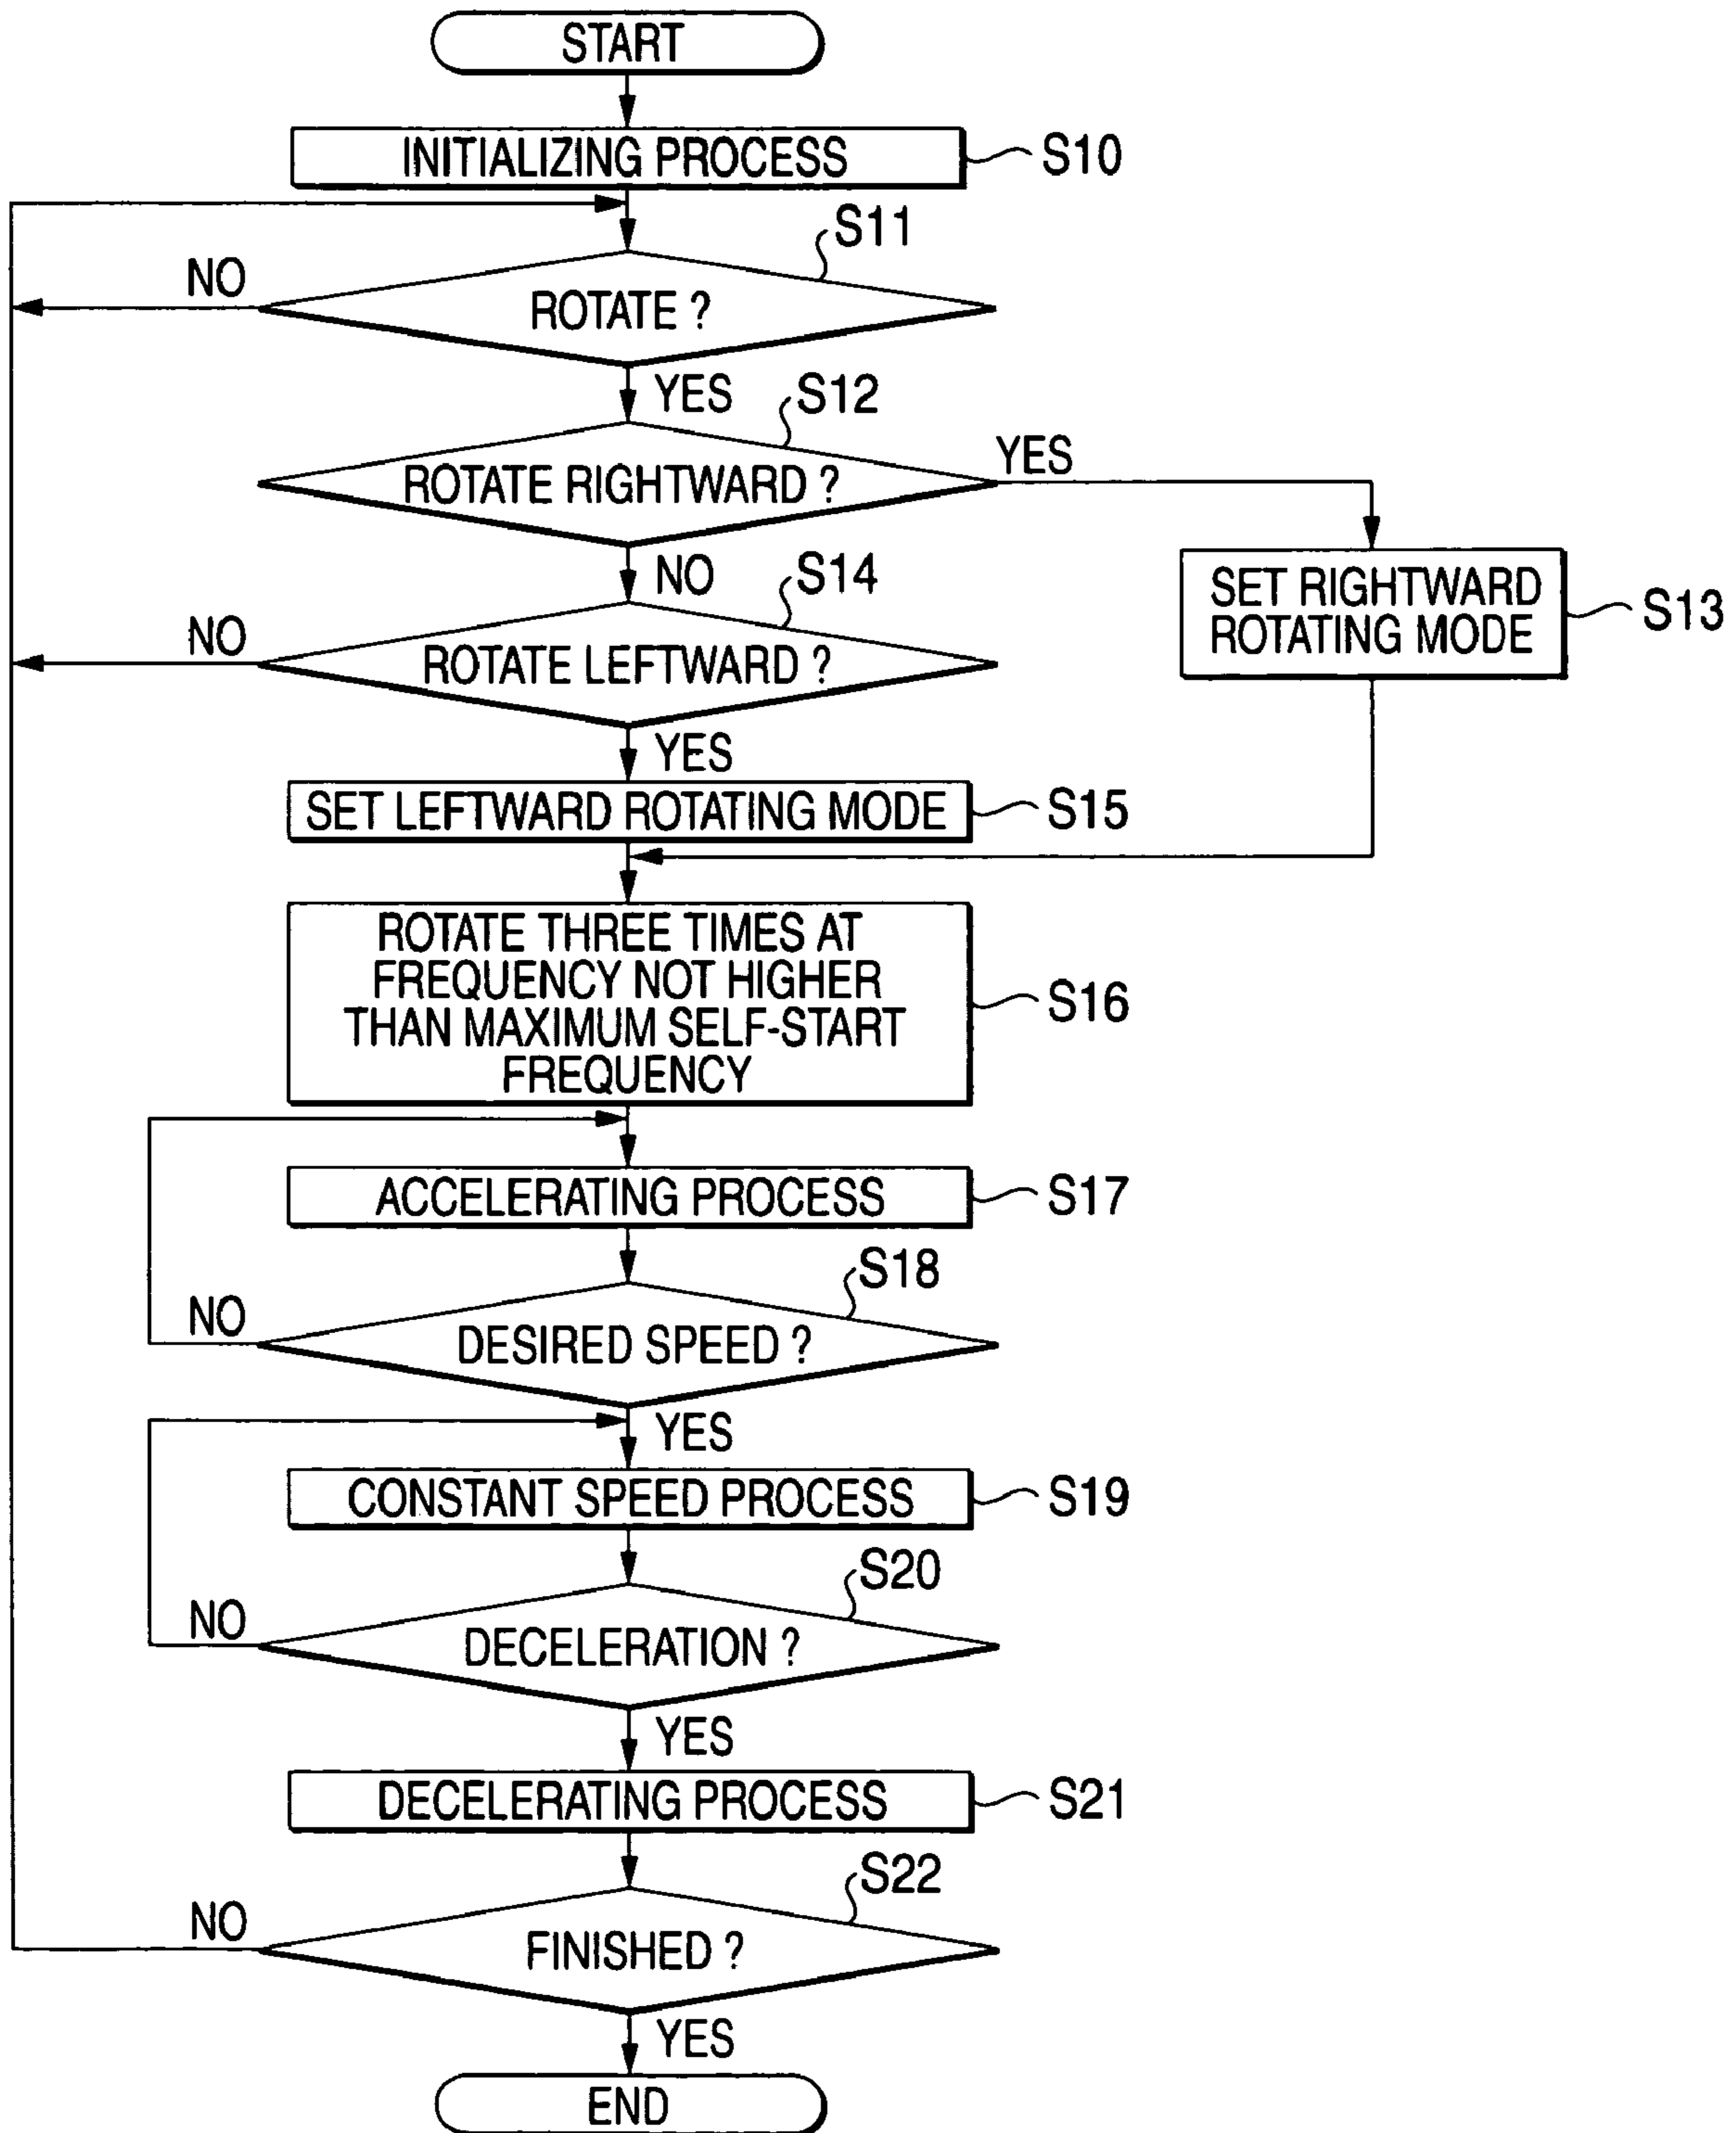 START
INITIALIZING PROCESS
S10
S11
NO
ROTATE ?
YES
S12
ROTATE RIGHTWARD ?
YES
NO
S14
SET RIGHTWARD
ROTATING MODE
S13
NO
ROTATE LEFTWARD ?
YES
SET LEFTWARD ROTATING MODE
S15
ROTATE THREE TIMES AT
FREQUENCY NOT HIGHER
THAN MAXIMUM SELF-START
FREQUENCY
S16
ACCELERATING PROCESS
S17
S18
NO
DESIRED SPEED ?
YES
CONSTANT SPEED PROCESS
S19
S20
NO
DECELERATION ?
YES
DECELERATING PROCESS
S21
S22
NO
FINISHED ?
YES
END